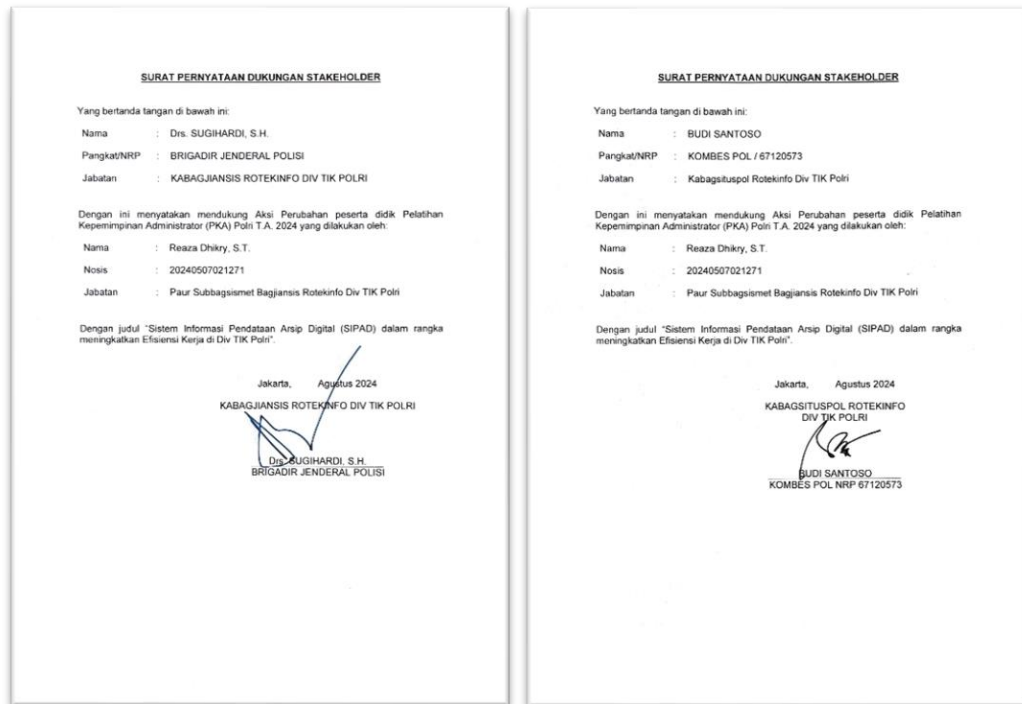 SURAT PERNYATAAN DUKUNGAN STAKEHOLDER
Yang bertanda tangan di bawah ini:
Nama : Drs. SUGIHARDI, S.H.
Pangkat/NRP : BRIGADIR JENDERAL POLISI
Jabatan : KABAGJIANSIS ROTEKINFO DIV TIK POLRI
Dengan ini menyatakan mendukung Aksi Perubahan peserta didik Pelatihan
Kepemimpinan Administrator (PKA) Polri T.A. 2024 yang dilakukan oleh:
Nama : Reaza Dhikry, S.T.
Nosis : 20240507021271
Jabatan : Paur Subbagsismet Bagjiansis Rotekinfo Div TIK Polri
Dengan judul “Sistem Informasi Pendataan Arsip Digital (SIPAD) dalam rangka
meningkatkan Efisiensi Kerja di Div TIK Polri”.
Jakarta, Agustus 2024
KABAGJIANSIS ROTEKINFO DIV TIK POLRI
Drs. SUGIHARDI, S.H.
BRIGADIR JENDERAL POLISI
SURAT PERNYATAAN DUKUNGAN STAKEHOLDER
Yang bertanda tangan di bawah ini:
Nama : BUDI SANTOSO
Pangkat/NRP : KOMBES POL / 67120573
Jabatan : Kabagsituspol Rotekinfo Div TIK Polri
Dengan ini menyatakan mendukung Aksi Perubahan peserta didik Pelatihan
Kepemimpinan Administrator (PKA) Polri T.A. 2024 yang dilakukan oleh:
Nama : Reaza Dhikry, S.T.
Nosis : 20240507021271
Jabatan : Paur Subbagsismet Bagjiansis Rotekinfo Div TIK Polri
Dengan judul “Sistem Informasi Pendataan Arsip Digital (SIPAD) dalam rangka
meningkatkan Efisiensi Kerja di Div TIK Polri”.
Jakarta, Agustus 2024
KABAGSITUSPOL ROTEKINFO
DIV TIK POLRI
BUDI SANTOSO
KOMBES POL NRP 67120573